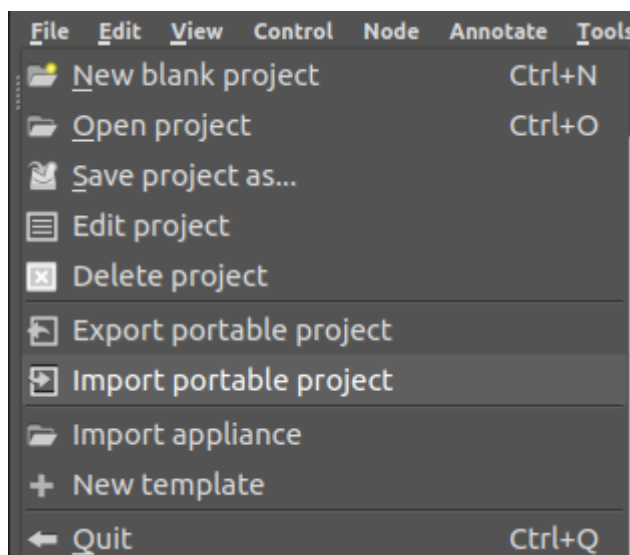 File Edit View Control Node Annotate Tools
New blank project Ctrl+N
Open project Ctrl+O
Save project as...
Edit project
Delete project
Export portable project
Import portable project
Import appliance
New template
Quit Ctrl+Q